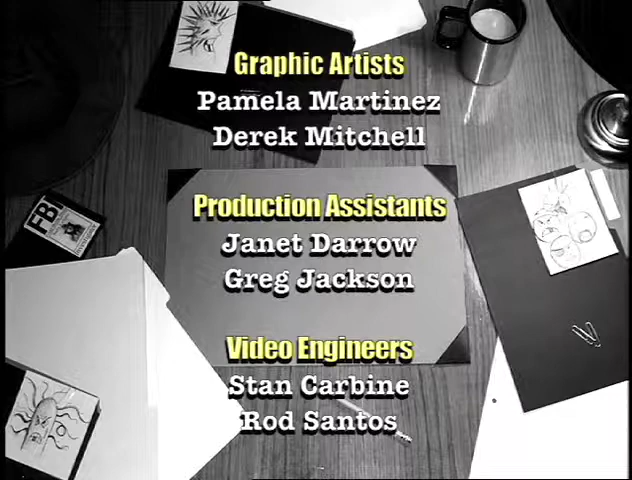 Graphic Artists
Pamela Martinez
Derek Mitchell
FBI
Production Assistants
Janet Darrow
Greg Jackson
Video Engineers
Stan Carbine
Rod Santos